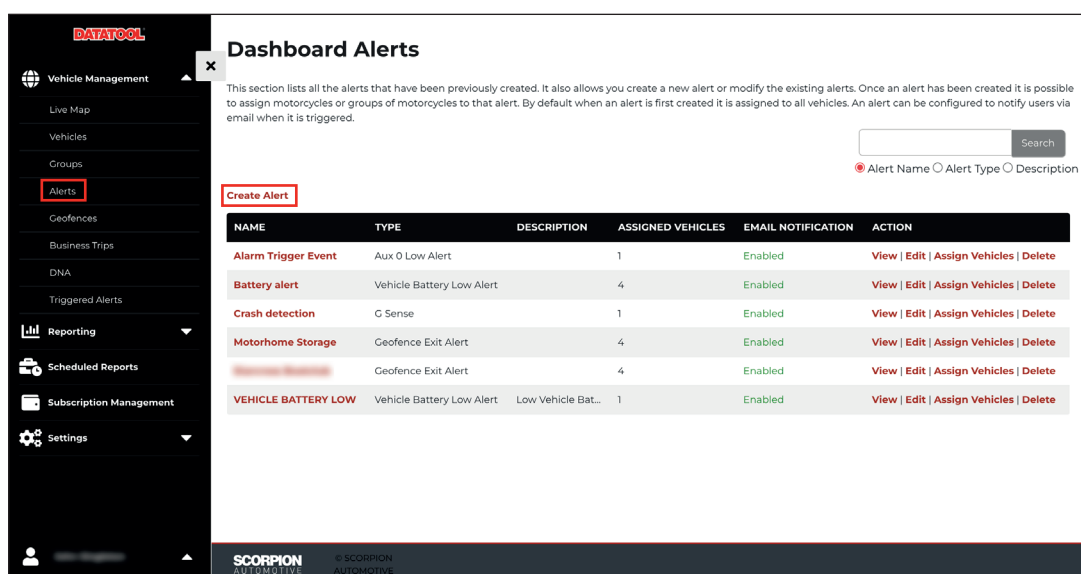 DATATOOL
Vehicle Management
Live Map
Vehicles
Groups
Alerts
Geofences
Business Trips
DNA
Triggered Alerts
Reporting
Scheduled Reports
Subscription Management
Settings
Dashboard Alerts
This section lists all the alerts that have been previously created. It also allows you create a new alert or modify the existing alerts. Once an alert has been created it is possible
to assign motorcycles or groups of motorcycles to that alert. By default when an alert is first created it is assigned to all vehicles. An alert can be configured to notify users via
email when it is triggered.
Search
Alert Name Alert Type Description
Create Alert
NAME TYPE DESCRIPTION ASSIGNED VEHICLES EMAIL NOTIFICATION ACTION
Alarm Trigger Event Aux 0 Low Alert 1 Enabled View | Edit | Assign Vehicles | Delete
Battery alert Vehicle Battery Low Alert 4 Enabled View | Edit | Assign Vehicles | Delete
Crash detection G Sense 1 Enabled View | Edit | Assign Vehicles | Delete
Motorhome Storage Geofence Exit Alert 4 Enabled View | Edit | Assign Vehicles | Delete
Geofence Exit Alert 4 Enabled View | Edit | Assign Vehicles | Delete
VEHICLE BATTERY LOW Vehicle Battery Low Alert Low Vehicle Bat... 1 Enabled View | Edit | Assign Vehicles | Delete
SCORPION
AUTOMOTIVE
© SCORPION
AUTOMOTIVE